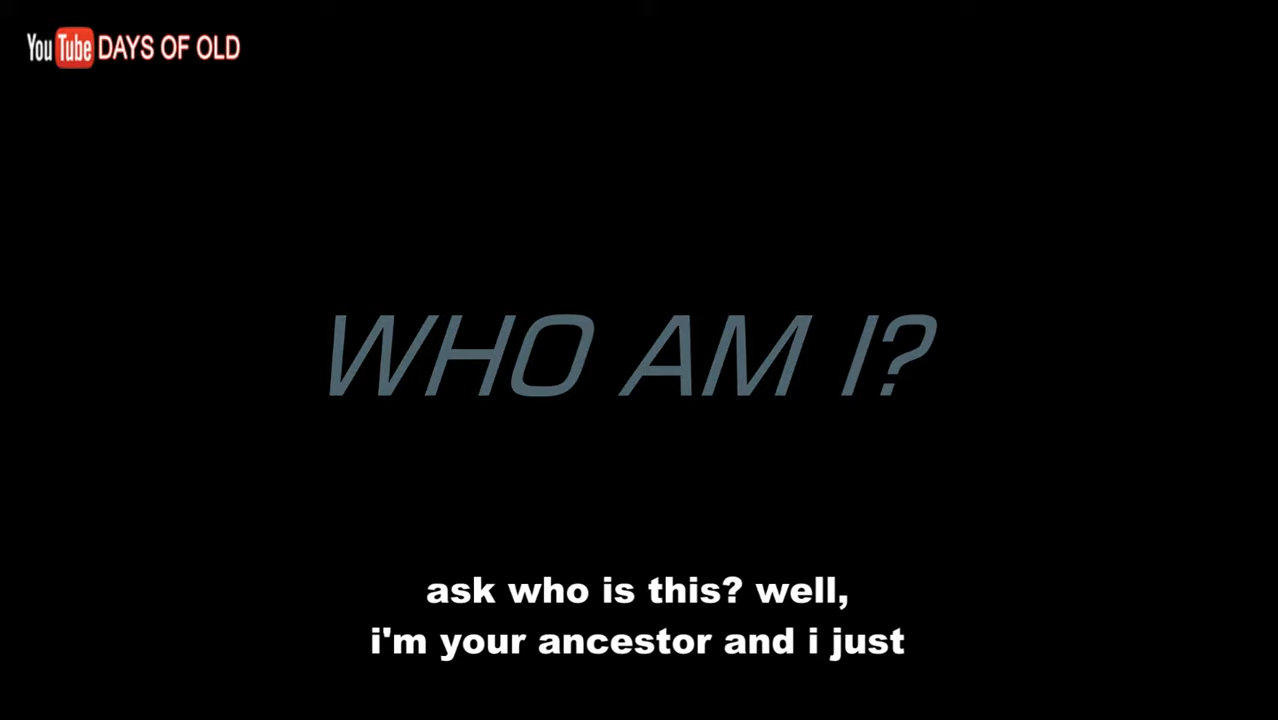 YouTube DAYS OF OLD
WHO AM I?
ask who is this? well,
i'm your ancestor and i just